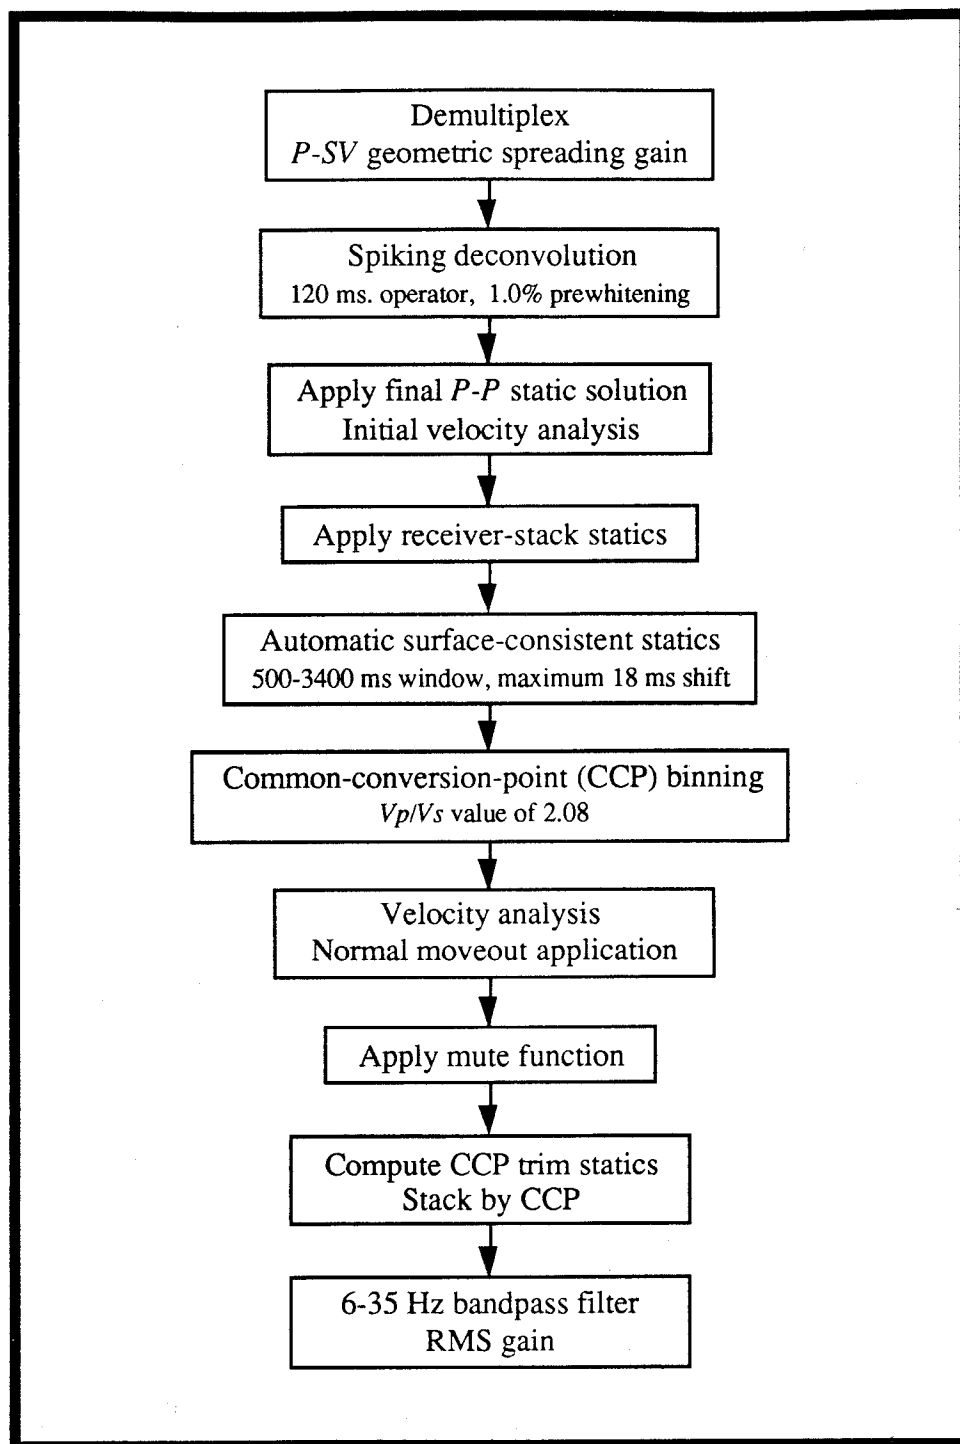 Demultiplex
P-SV geometric spreading gain
Spiking deconvolution
120 ms. operator, 1.0% prewhitening
Apply final P-P static solution
Initial velocity analysis
Apply receiver-stack statics
Automatic surface-consistent statics
500-3400 ms window, maximum 18 ms shift
Common-conversion-point (CCP) binning
Vp/Vs value of 2.08
Velocity analysis
Normal moveout application
Apply mute function
Compute CCP trim statics
Stack by CCP
6-35 Hz bandpass filter
RMS gain